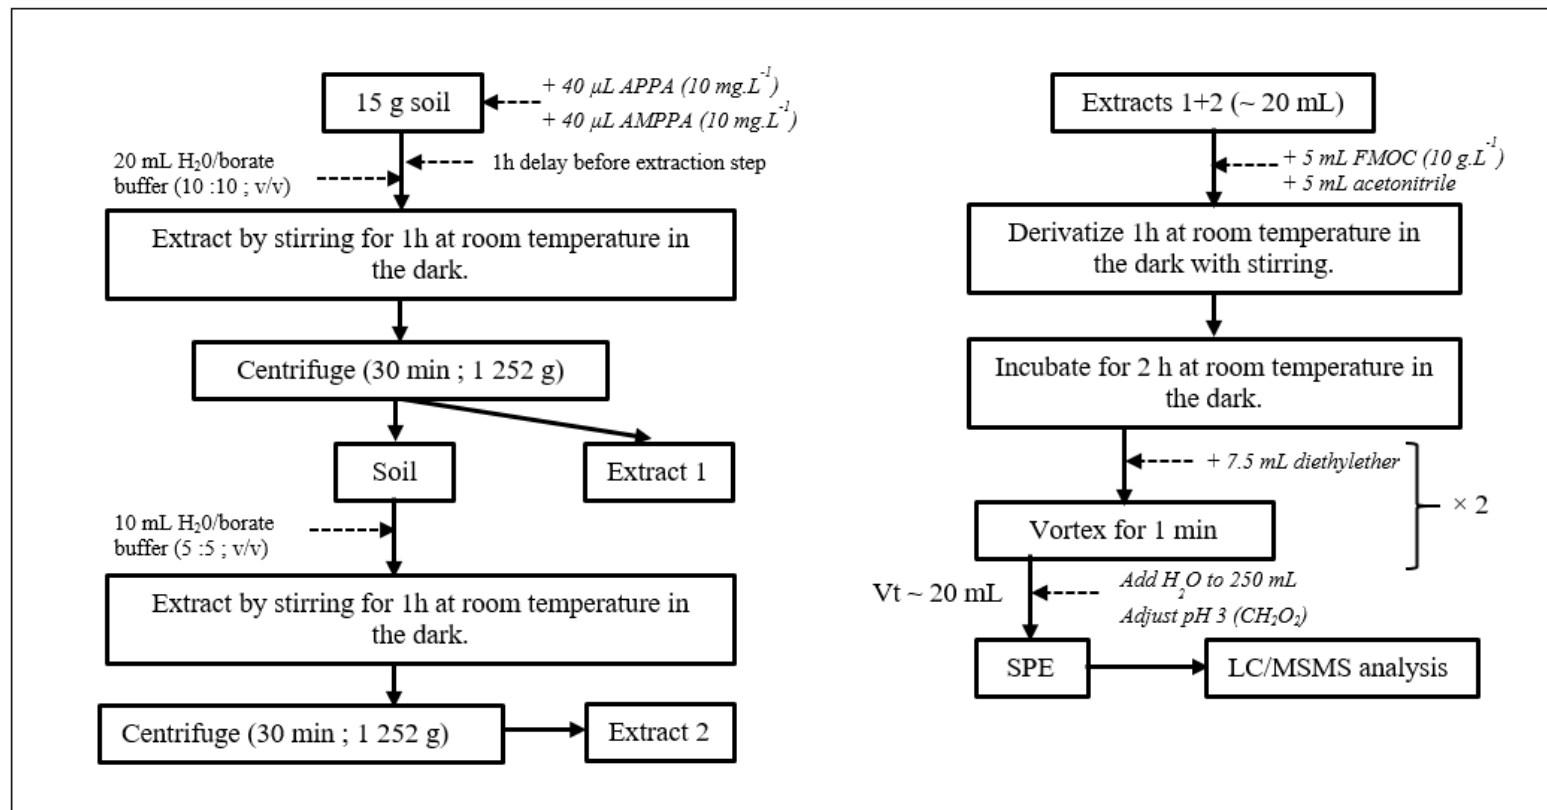 15 g soil
+ 40 µL APPA (10 mg.L-1)
+ 40 µL AMPPA (10 mg.L-1)
20 mL H20/borate
buffer (10 :10 ; v/v)
1h delay before extraction step
Extract by stirring for 1h at room temperature in
the dark.
Centrifuge (30 min ; 1 252 g)
Soil
Extract 1
10 mL H20/borate
buffer (5 :5 ; v/v)
Extract by stirring for 1h at room temperature in
the dark.
Centrifuge (30 min ; 1 252 g)
Extract 2
Extracts 1+2 (~ 20 mL)
+ 5 mL FMOC (10 g.L-1)
+ 5 mL acetonitrile
Derivatize 1h at room temperature in
the dark with stirring.
Incubate for 2 h at room temperature in
the dark.
+ 7.5 mL diethylether
× 2
Vortex for 1 min
Vt ~ 20 mL
Add H2O to 250 mL
Adjust pH 3 (CH2O2)
SPE
LC/MSMS analysis